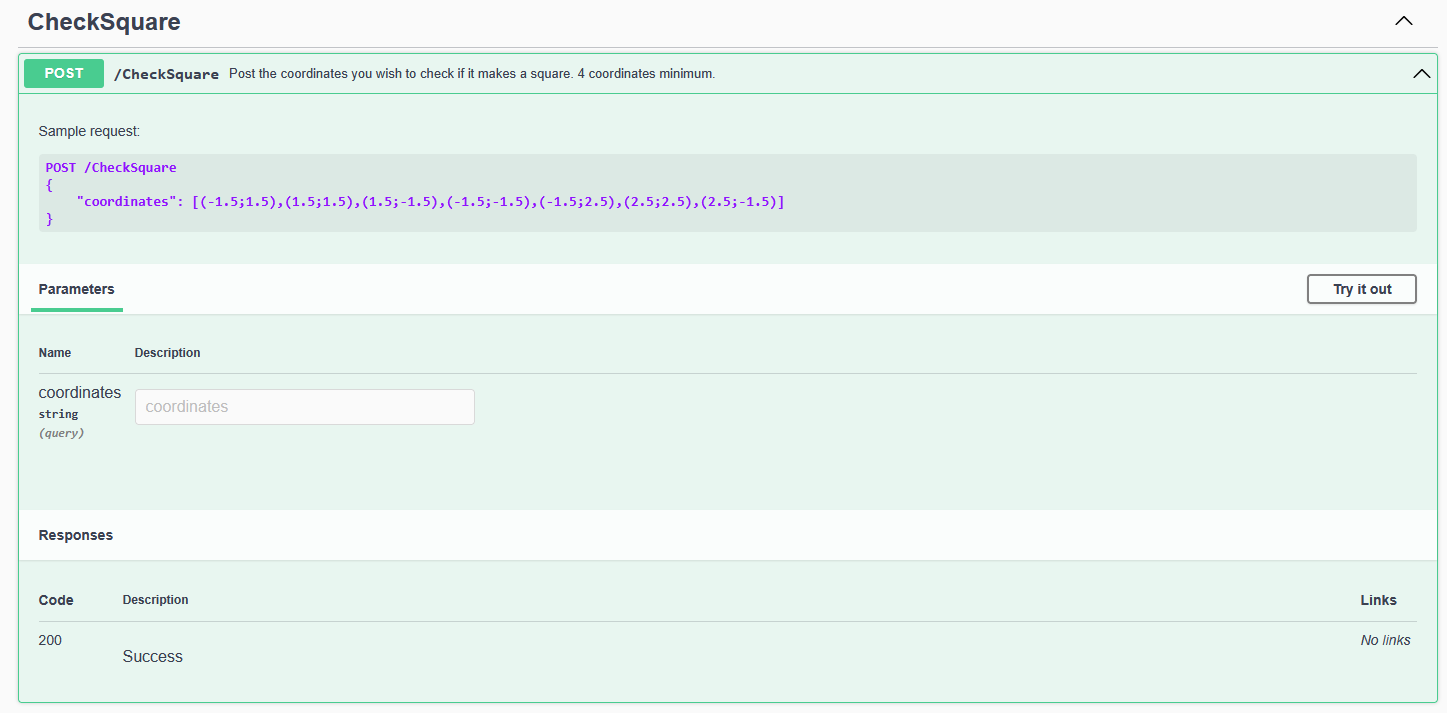 CheckSquare
POST /CheckSquare Post the coordinates you wish to check if it makes a square. 4 coordinates minimum.
Sample request:
POST /CheckSquare
{
"coordinates": [(-1.5;1.5),(1.5;1.5),(1.5;-1.5),(-1.5;-1.5),(-1.5;2.5),(2.5;2.5),(2.5;-1.5)]
}
Parameters Try it out
Name Description
coordinates coordinates
string
(query)
Responses
Code Description Links
200 No links
Success